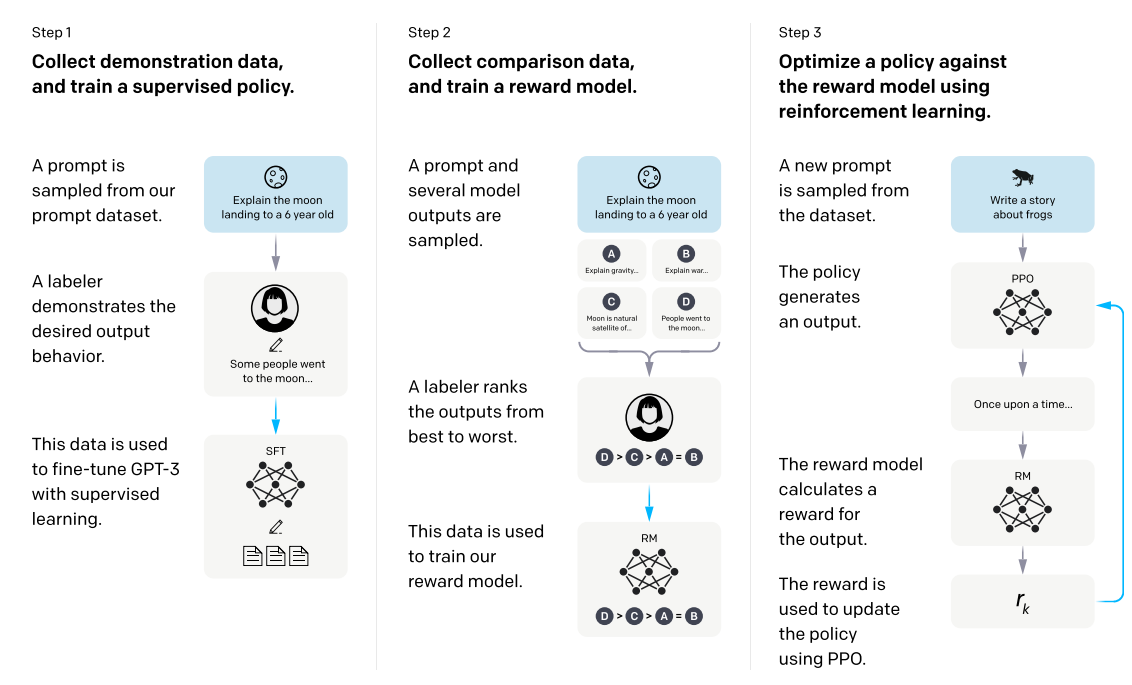 Step 1
Collect demonstration data,
and train a supervised policy.
A prompt is
sampled from our
prompt dataset.
Explain the moon
landing to a 6 year old
A labeler
demonstrates the
desired output
behavior.
Some people went
to the moon...
This data is used
to fine-tune GPT-3
with supervised
learning.
SFT
Step 2
Collect comparison data,
and train a reward model.
A prompt and
several model
outputs are
sampled.
Explain the moon
landing to a 6 year old
A
Explain gravity...
B
Explain war...
C
Moon is natural
satellite of...
D
People went to
the moon...
A labeler ranks
the outputs from
best to worst.
D > C > A = B
This data is used
to train our
reward model.
RM
D > C > A = B
Step 3
Optimize a policy against
the reward model using
reinforcement learning.
A new prompt
is sampled from
the dataset.
Write a story
about frogs
The policy
generates
an output.
PPO
Once upon a time...
The reward model
calculates a
reward for
the output.
RM
The reward is
used to update
the policy
using PPO.
r_k